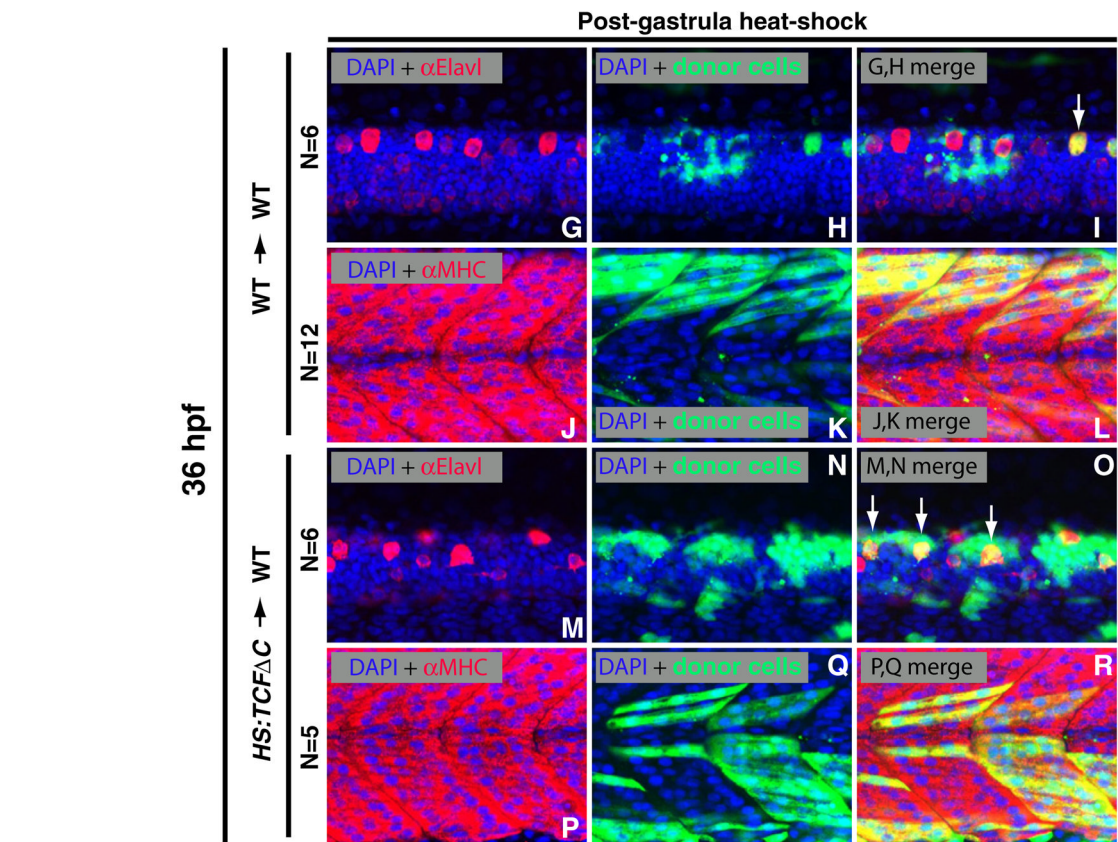 Post-gastrula heat-shock
36 hpf
WT → WT
N=6
DAPI + αElavl
G
DAPI + donor cells
H
G,H merge
I
N=12
DAPI + αMHC
J
DAPI + donor cells
K
J,K merge
L
HS:TCFΔC → WT
N=6
DAPI + αElavl
M
DAPI + donor cells
N
M,N merge
O
N=5
DAPI + αMHC
P
DAPI + donor cells
Q
P,Q merge
R